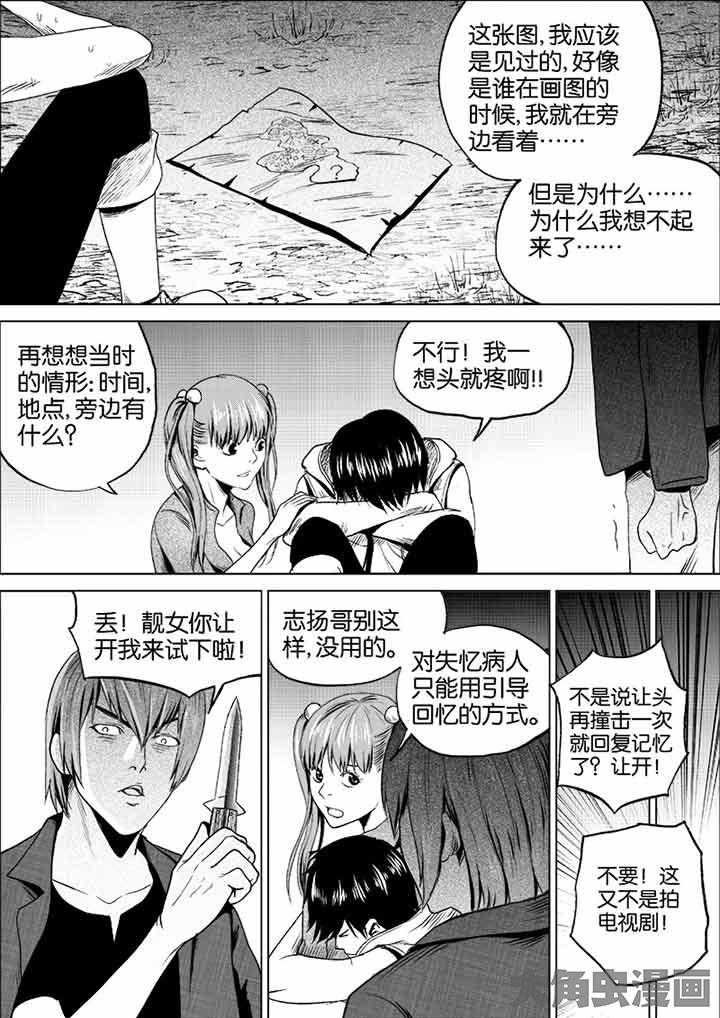 这张图,我应该
是见过的,好像
是谁在画图的
时候,我就在旁
边看着……
但是为什么……
为什么我想不起
来了……
再想想当时
的情形:时间,
地点,旁边有
什么?
不行!我一
想头就疼啊!!
丢!靓女你让
开我来试下啦!
志扬哥别这
样,没用的。
对失忆病人
只能用引导
回忆的方式。
不是说让头
再撞击一次
就回复记忆
了?让开!
不要!这
又不是拍
电视剧!
大角虫漫画